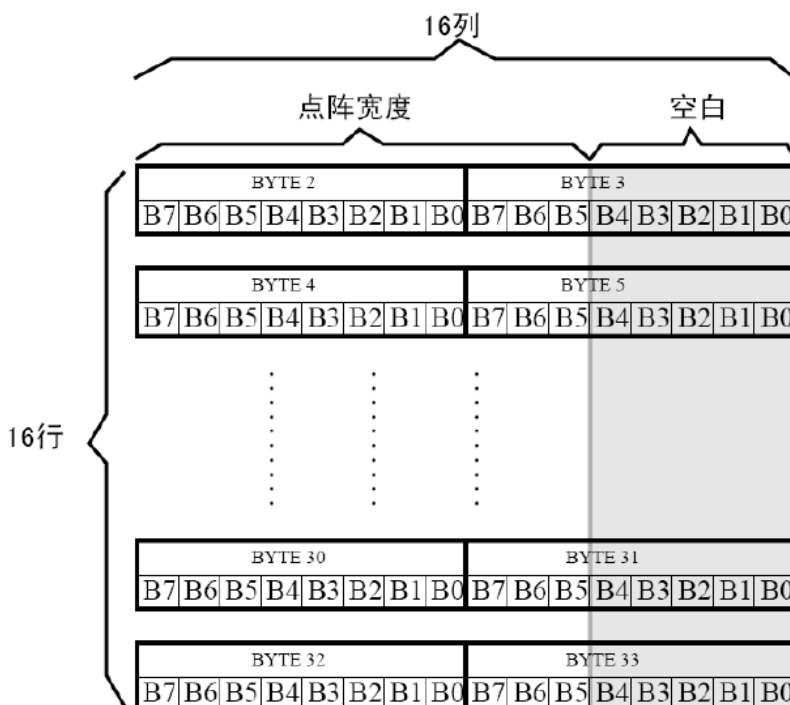 16列
点阵宽度 空白
BYTE 2 BYTE 3
B7 B6 B5 B4 B3 B2 B1 B0 B7 B6 B5 B4 B3 B2 B1 B0
BYTE 4 BYTE 5
B7 B6 B5 B4 B3 B2 B1 B0 B7 B6 B5 B4 B3 B2 B1 B0
16行
BYTE 30 BYTE 31
B7 B6 B5 B4 B3 B2 B1 B0 B7 B6 B5 B4 B3 B2 B1 B0
BYTE 32 BYTE 33
B7 B6 B5 B4 B3 B2 B1 B0 B7 B6 B5 B4 B3 B2 B1 B0